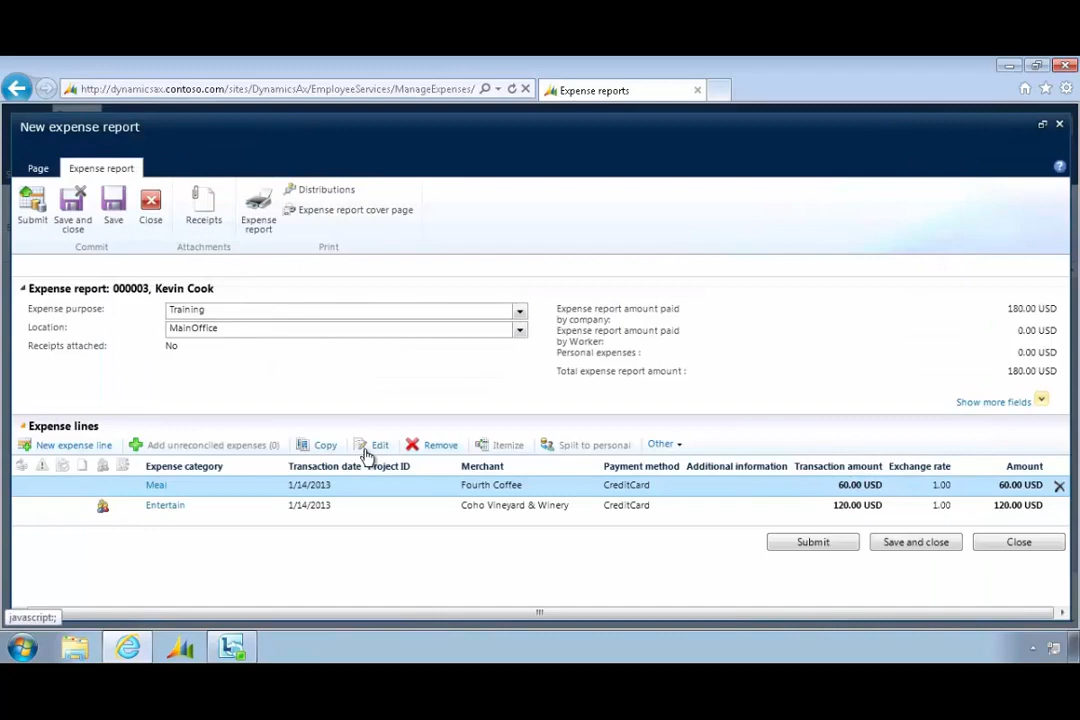 http://dynamicsax.contoso.com/sites/DynamicsAx/EmployeeServices/ManageExpenses/
Expense reports
New expense report
Page
Expense report
Submit
Save and close
Save
Close
Receipts
Expense report
Distributions
Expense report cover page
Commit
Attachments
Print
Expense report: 000003, Kevin Cook
Expense purpose:
Training
Location:
MainOffice
Receipts attached:
No
Expense report amount paid by company:
180.00 USD
Expense report amount paid by Worker:
0.00 USD
Personal expenses :
0.00 USD
Total expense report amount :
180.00 USD
Show more fields
Expense lines
New expense line
Add unreconciled expenses (0)
Copy
Edit
Remove
Itemize
Split to personal
Other
Expense category Transaction date Project ID Merchant Payment method Additional information Transaction amount Exchange rate Amount
Meal 1/14/2013 Fourth Coffee CreditCard 60.00 USD 1.00 60.00 USD
Entertain 1/14/2013 Coho Vineyard & Winery CreditCard 120.00 USD 1.00 120.00 USD
Submit
Save and close
Close
javascript:;